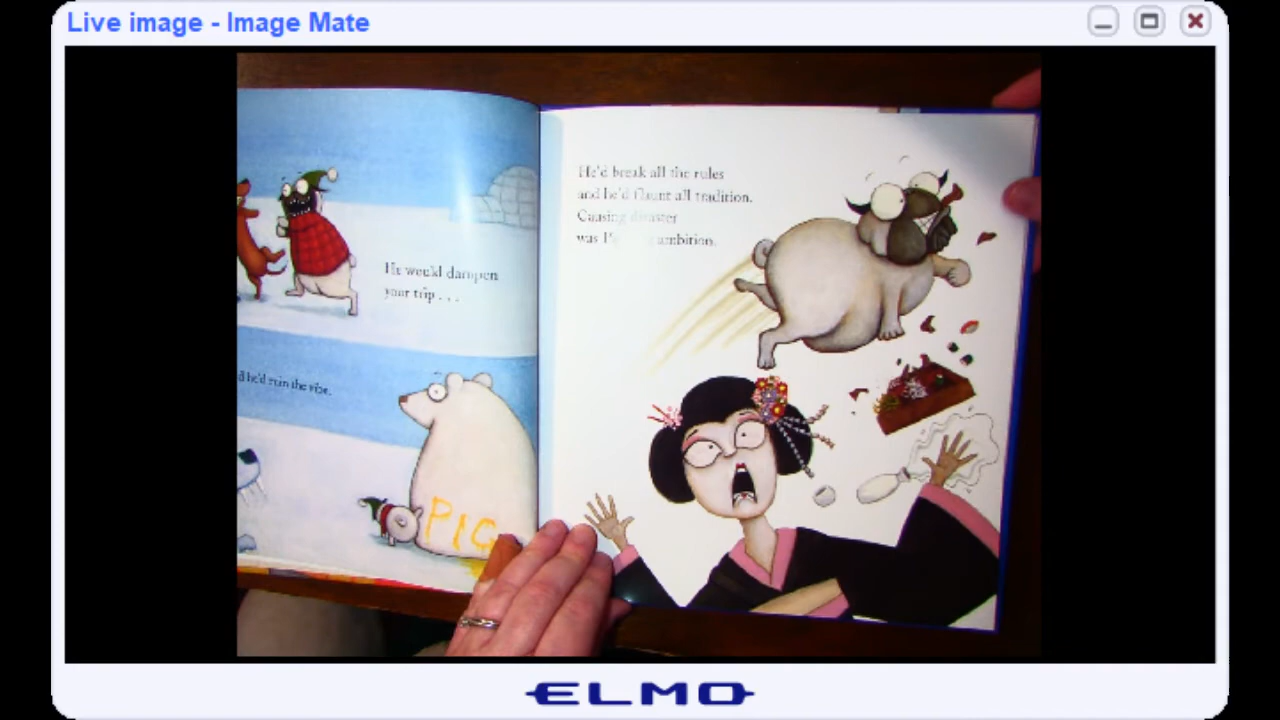 Live image - Image Mate
He would dampen
your trip . . .
he'd ruin the vibe.
PIG
He'd break all the rules
and he'd flaunt all tradition.
Causing disaster
was ambition.
ELMO